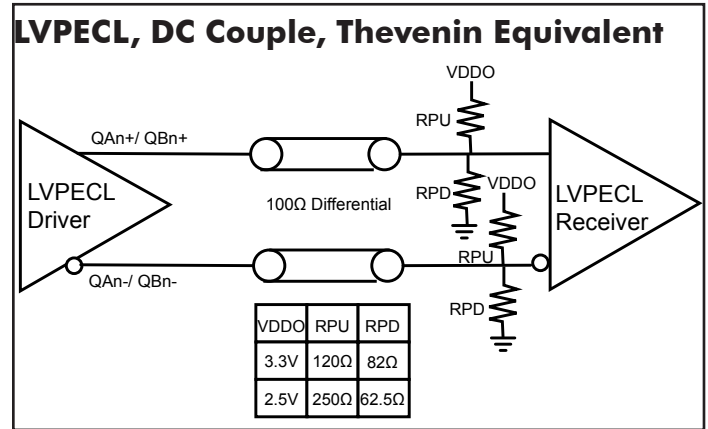 LVPECL, DC Couple, Thevenin Equivalent
VDDO
RPU
QAn+/ QBn+
LVPECL
Driver
100Ω Differential
RPD
VDDO
LVPECL
Receiver
RPU
QAn-/ QBn-
RPD
VDDO RPU RPD
3.3V 120Ω 82Ω
2.5V 250Ω 62.5Ω